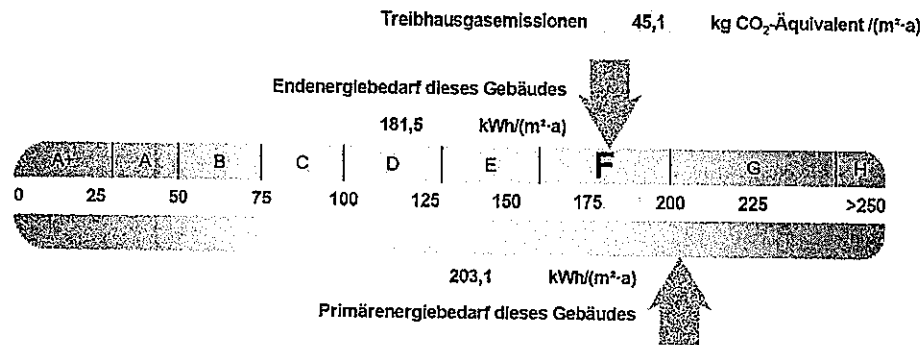 Treibhausgasemissionen 45,1 kg CO₂-Äquivalent /(m²·a)
Endenergiebedarf dieses Gebäudes
181,5 kWh/(m²·a)
A+ A B C D E F G H
0 25 50 75 100 125 150 175 200 225 >250
203,1 kWh/(m²·a)
Primärenergiebedarf dieses Gebäudes